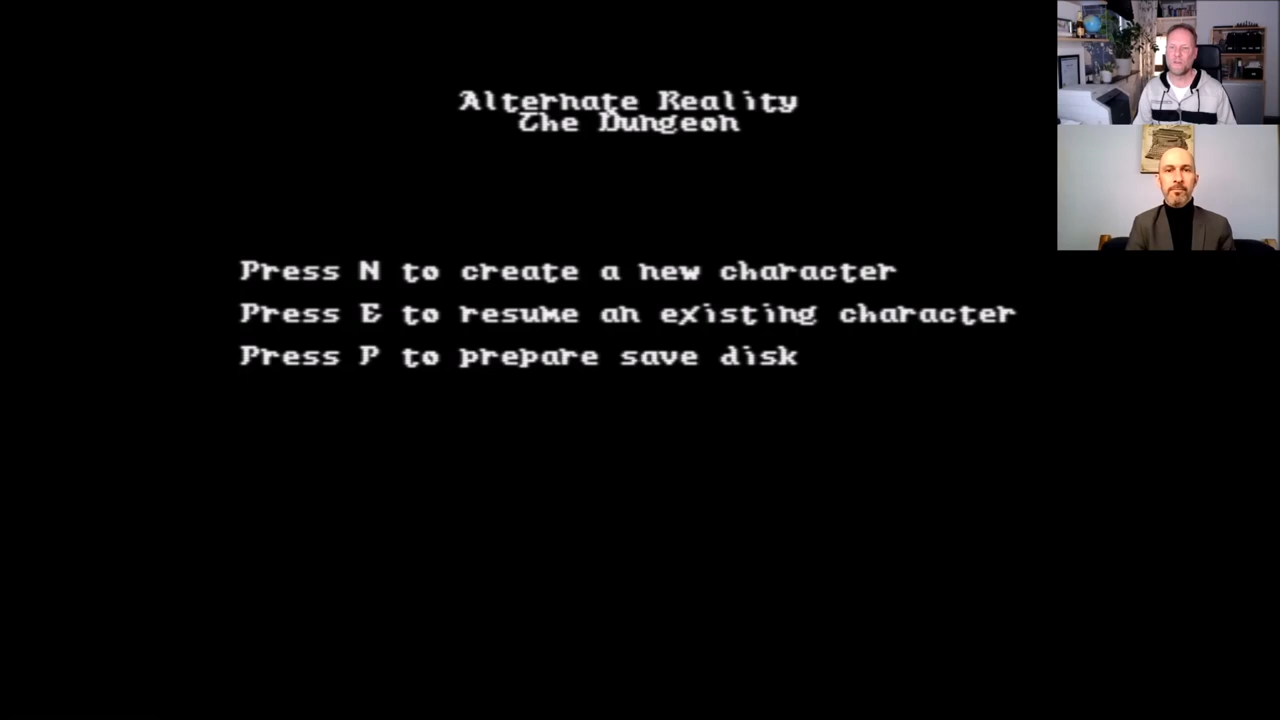 Alternate Reality
The Dungeon
Press N to create a new character
Press E to resume an existing character
Press P to prepare save disk